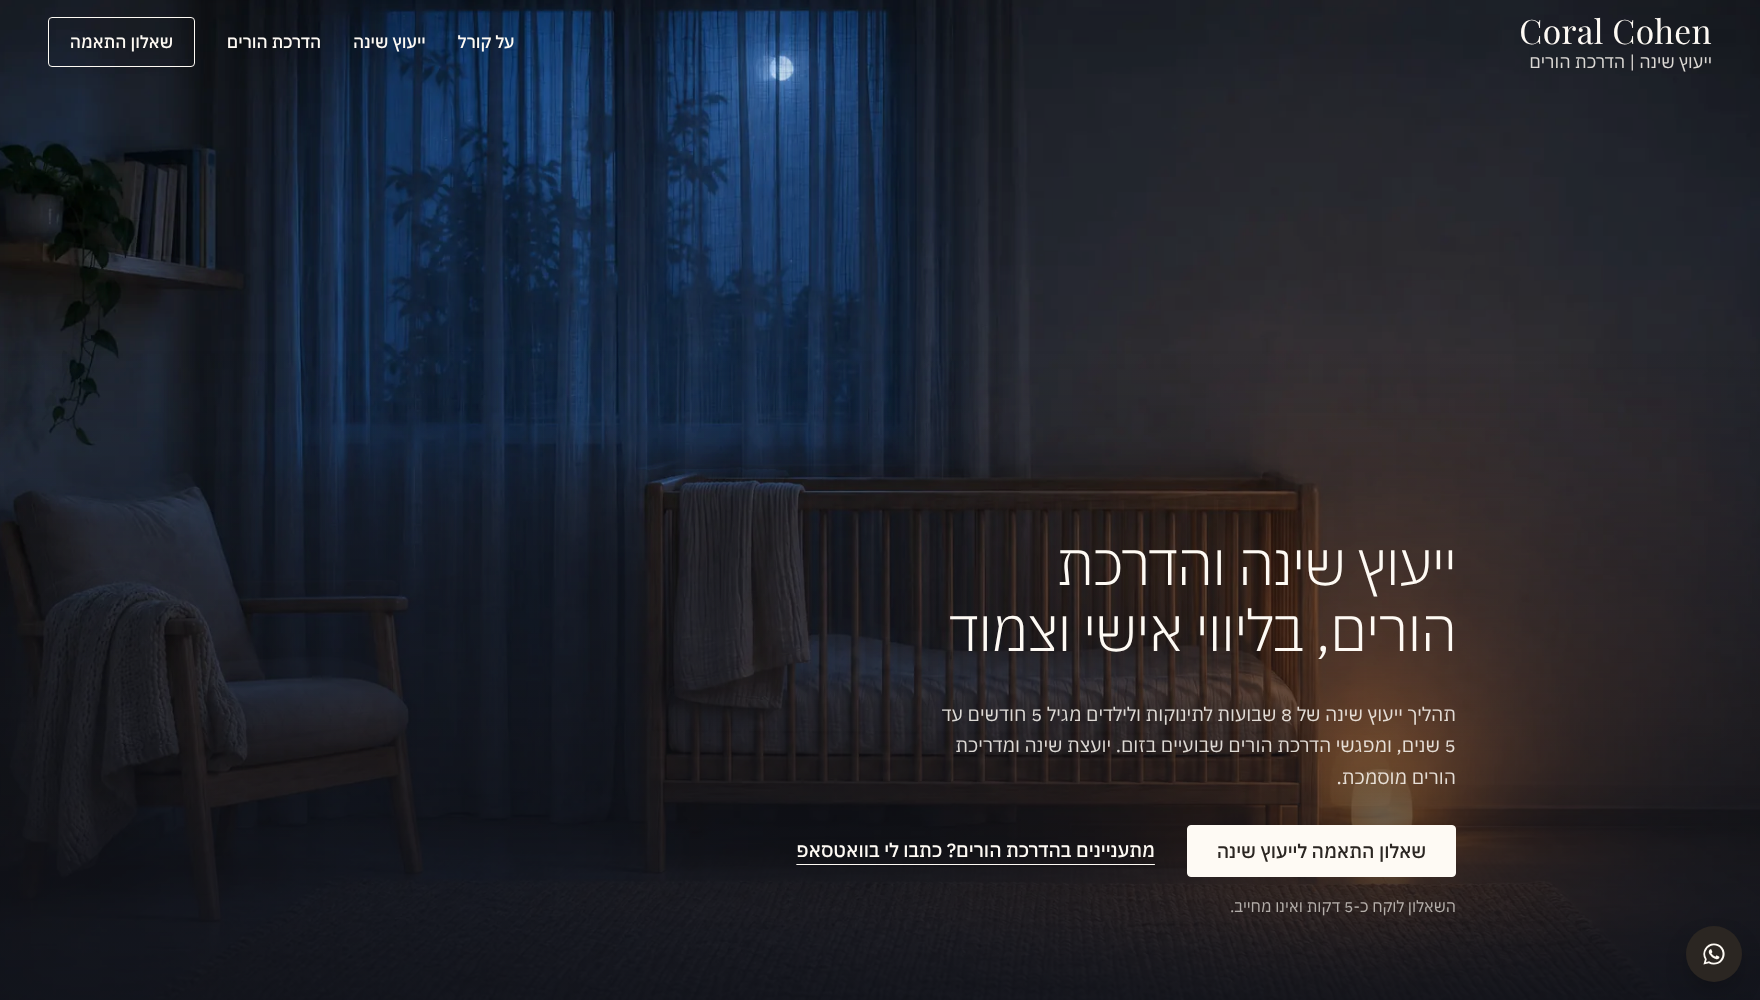 Coral Cohen
ייעוץ שינה | הדרכת הורים
על קורל
ייעוץ שינה
הדרכת הורים
שאלון התאמה
ייעוץ שינה והדרכת
הורים, בליווי אישי וצמוד
תהליך ייעוץ שינה של 8 שבועות לתינוקות ולילדים מגיל 5 חודשים עד
5 שנים, ומפגשי הדרכת הורים שבועיים בזום. יועצת שינה ומדריכת
הורים מוסמכת.
שאלון התאמה לייעוץ שינה
מתעניינים בהדרכת הורים? כתבו לי בוואטסאפ
השאלון לוקח כ-5 דקות ואינו מחייב.